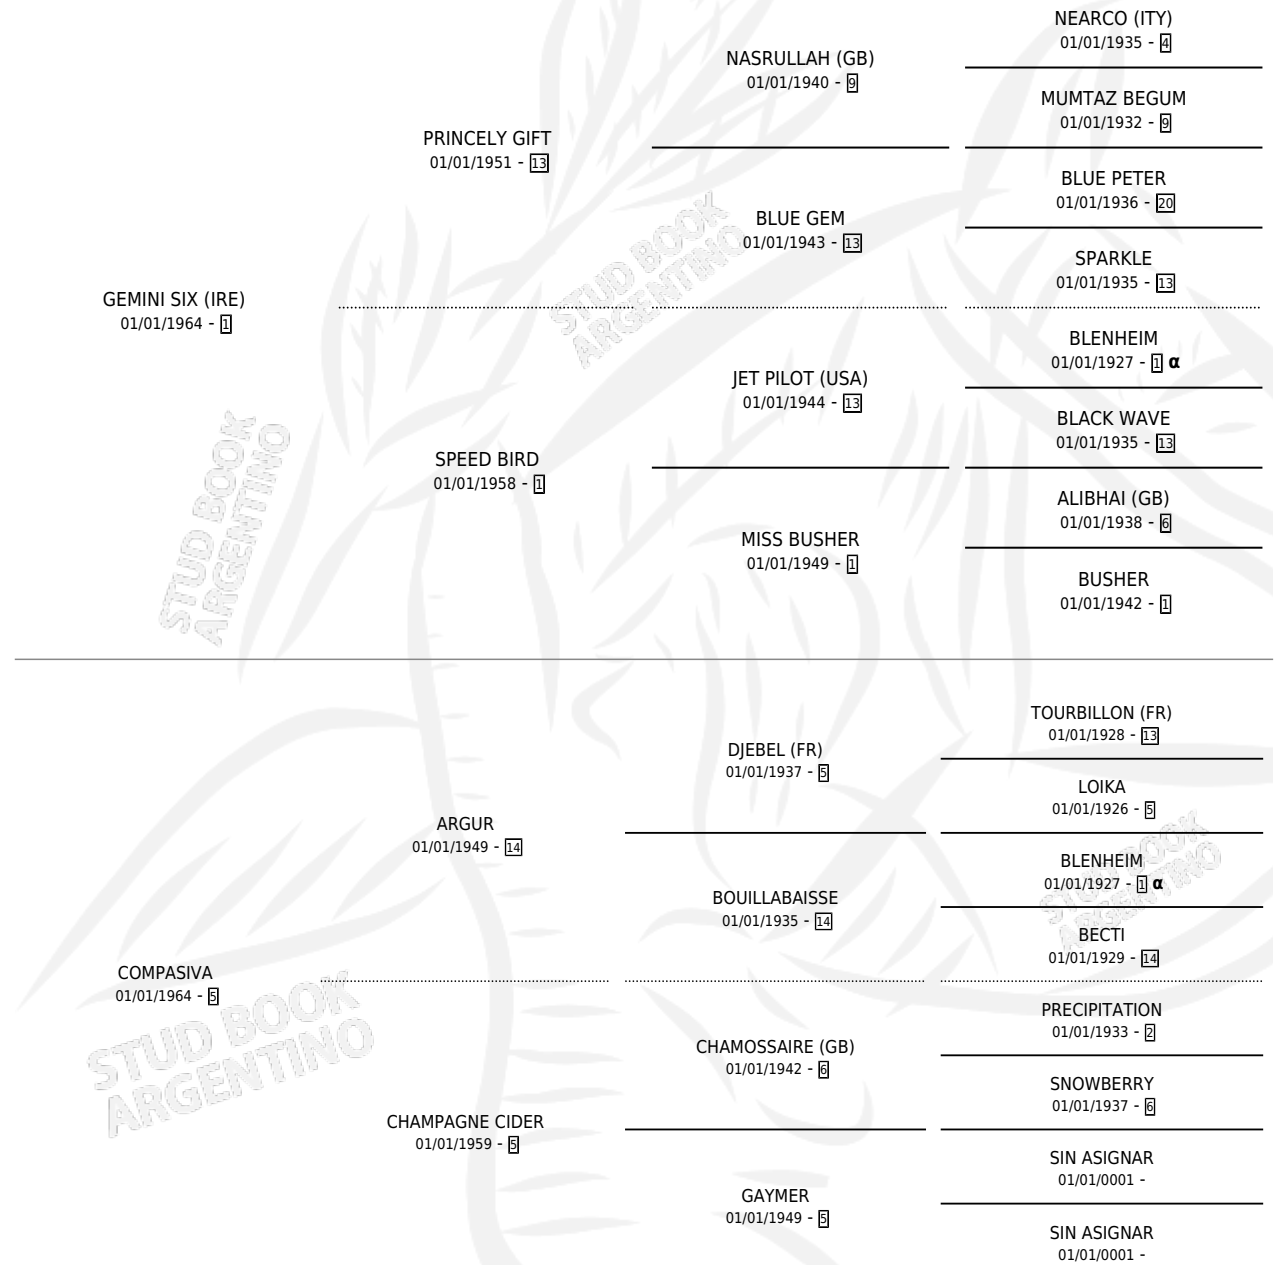 NEARCO (ITY)
01/01/1935 - 4
NASRULLAH (GB)
01/01/1940 - 9
MUMTAZ BEGUM
01/01/1932 - 9
PRINCELY GIFT
01/01/1951 - 13
BLUE PETER
01/01/1936 - 20
BLUE GEM
01/01/1943 - 13
SPARKLE
01/01/1935 - 13
GEMINI SIX (IRE)
01/01/1964 - 1
BLENHEIM
01/01/1927 - 1 α
JET PILOT (USA)
01/01/1944 - 13
BLACK WAVE
01/01/1935 - 13
SPEED BIRD
01/01/1958 - 1
ALIBHAI (GB)
01/01/1938 - 6
MISS BUSHER
01/01/1949 - 1
BUSHER
01/01/1942 - 1
TOURBILLON (FR)
01/01/1928 - 13
DJEBEL (FR)
01/01/1937 - 5
LOIKA
01/01/1926 - 5
ARGUR
01/01/1949 - 14
BLENHEIM
01/01/1927 - 1 α
BOUILLABAISSE
01/01/1935 - 14
BECTI
01/01/1929 - 14
COMPASIVA
01/01/1964 - 5
PRECIPITATION
01/01/1933 - 2
CHAMOSSAIRE (GB)
01/01/1942 - 6
SNOWBERRY
01/01/1937 - 6
CHAMPAGNE CIDER
01/01/1959 - 5
SIN ASIGNAR
01/01/0001 -
GAYMER
01/01/1949 - 5
SIN ASIGNAR
01/01/0001 -
STUD BOOK
ARGENTINO
STUD BOOK
ARGENTINO
STUD BOOK
ARGENTINO
STUD BOOK
ARGENTINO